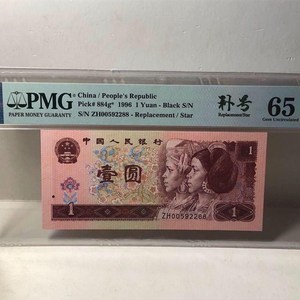 PMG
PAPER MONEY GUARANTY
China / People's Republic
Pick# 884g* 1996 1 Yuan - Black S/N
S/N ZH00592288 - Replacement / Star
补号
Replacement/Star
65
Gem Uncirculated
中国人民银行
1
壹圆
1
ZH00592288
1